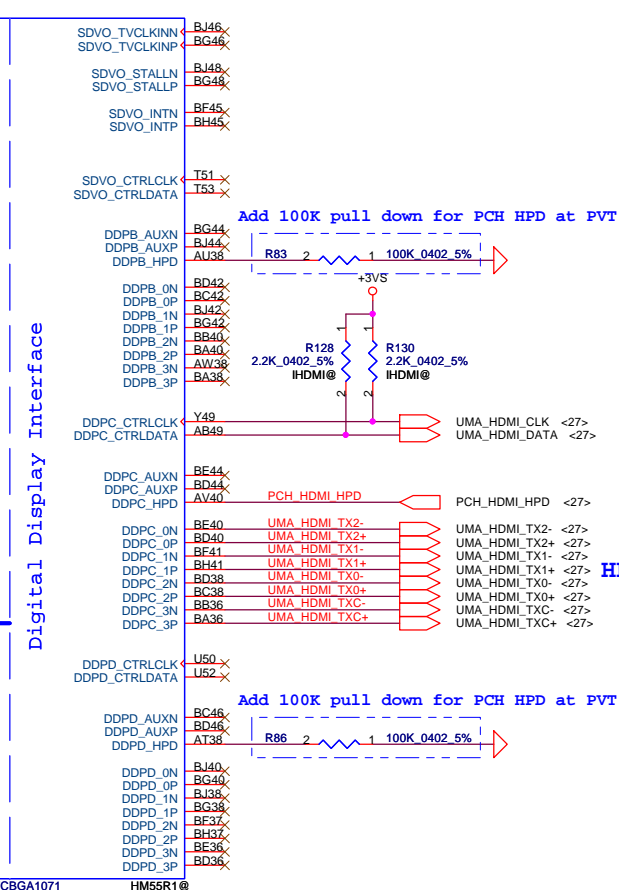 SDVO_TVCLKINN BJ46
SDVO_TVCLKINP BG46
SDVO_STALLN BJ48
SDVO_STALLP BG48
SDVO_INTN BF45
SDVO_INTP BH45
SDVO_CTRLCLK T51
SDVO_CTRLDATA T53
Add 100K pull down for PCH HPD at PVT
DDPB_AUXN BG44
DDPB_AUXP BJ44
DDPB_HPD AU38 R83 2 1 100K_0402_5%
+3VS
DDPB_0N BD42
DDPB_0P BC42
DDPB_1N BJ42
DDPB_1P BG42
DDPB_2N BB40
DDPB_2P BA40
DDPB_3N AW38
DDPB_3P BA38
1 1
R128 R130
2.2K_0402_5% 2.2K_0402_5%
IHDMI@ IHDMI@
2 2
Digital Display Interface
DDPC_CTRLCLK Y49 UMA_HDMI_CLK <27>
DDPC_CTRLDATA AB49 UMA_HDMI_DATA <27>
DDPC_AUXN BE44
DDPC_AUXP BD44
DDPC_HPD AV40 PCH_HDMI_HPD PCH_HDMI_HPD <27>
DDPC_0N BE40 UMA_HDMI_TX2- UMA_HDMI_TX2- <27>
DDPC_0P BD40 UMA_HDMI_TX2+ UMA_HDMI_TX2+ <27>
DDPC_1N BF41 UMA_HDMI_TX1- UMA_HDMI_TX1- <27>
DDPC_1P BH41 UMA_HDMI_TX1+ UMA_HDMI_TX1+ <27>
DDPC_2N BD38 UMA_HDMI_TX0- UMA_HDMI_TX0- <27>
DDPC_2P BC38 UMA_HDMI_TX0+ UMA_HDMI_TX0+ <27>
DDPC_3N BB36 UMA_HDMI_TXC- UMA_HDMI_TXC- <27>
DDPC_3P BA36 UMA_HDMI_TXC+ UMA_HDMI_TXC+ <27>
DDPD_CTRLCLK U50
DDPD_CTRLDATA U52
Add 100K pull down for PCH HPD at PVT
DDPD_AUXN BC46
DDPD_AUXP BD46
DDPD_HPD AT38 R86 2 1 100K_0402_5%
DDPD_0N BJ40
DDPD_0P BG40
DDPD_1N BJ38
DDPD_1P BG38
DDPD_2N BF37
DDPD_2P BH37
DDPD_3N BE36
DDPD_3P BD36
CBGA1071 HM55R1@